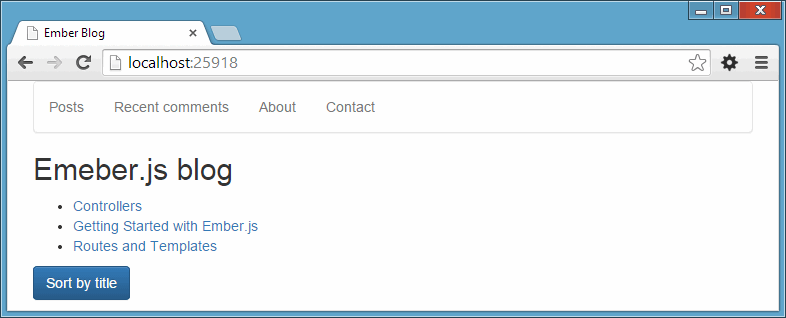 Ember Blog
localhost:25918
Posts Recent comments About Contact
Emeber.js blog
Controllers
Getting Started with Ember.js
Routes and Templates
Sort by title